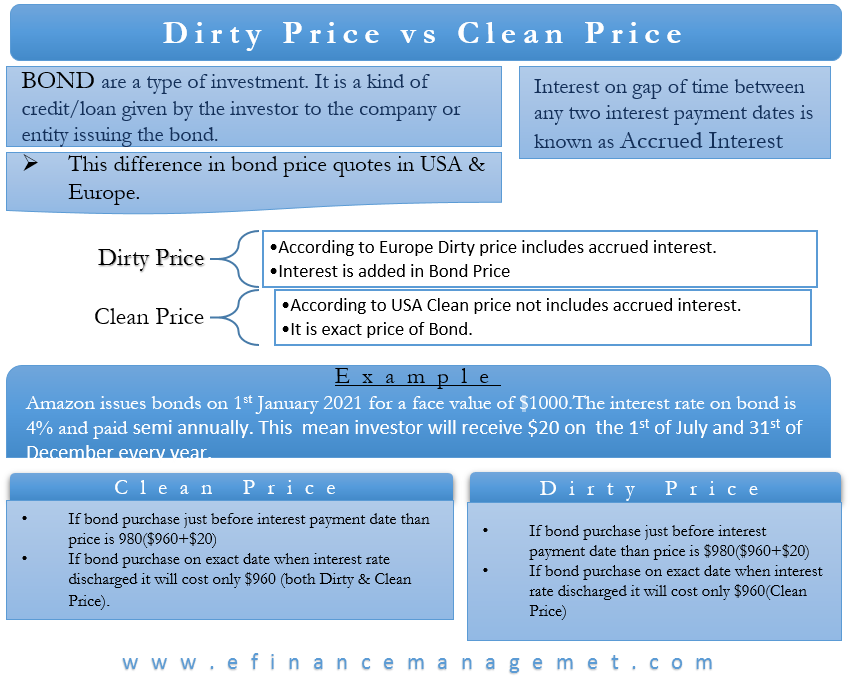 Dirty Price vs Clean Price
BOND are a type of investment. It is a kind of
credit/loan given by the investor to the company or
entity issuing the bond.
Interest on gap of time between
any two interest payment dates is
known as Accrued Interest
➢ This difference in bond price quotes in USA &
Europe.
Dirty Price
•According to Europe Dirty price includes accrued interest.
•Interest is added in Bond Price
Clean Price
•According to USA Clean price not includes accrued interest.
•It is exact price of Bond.
Example
Amazon issues bonds on 1st January 2021 for a face value of $1000.The interest rate on bond is
4% and paid semi annually. This mean investor will receive $20 on the 1st of July and 31st of
December every year.
Clean Price
• If bond purchase just before interest payment date than
price is 980($960+$20)
• If bond purchase on exact date when interest rate
discharged it will cost only $960 (both Dirty & Clean
Price).
Dirty Price
• If bond purchase just before interest
payment date than price is $980($960+$20)
• If bond purchase on exact date when interest
rate discharged it will cost only $960(Clean
Price)
www.efinancemanagemet.com